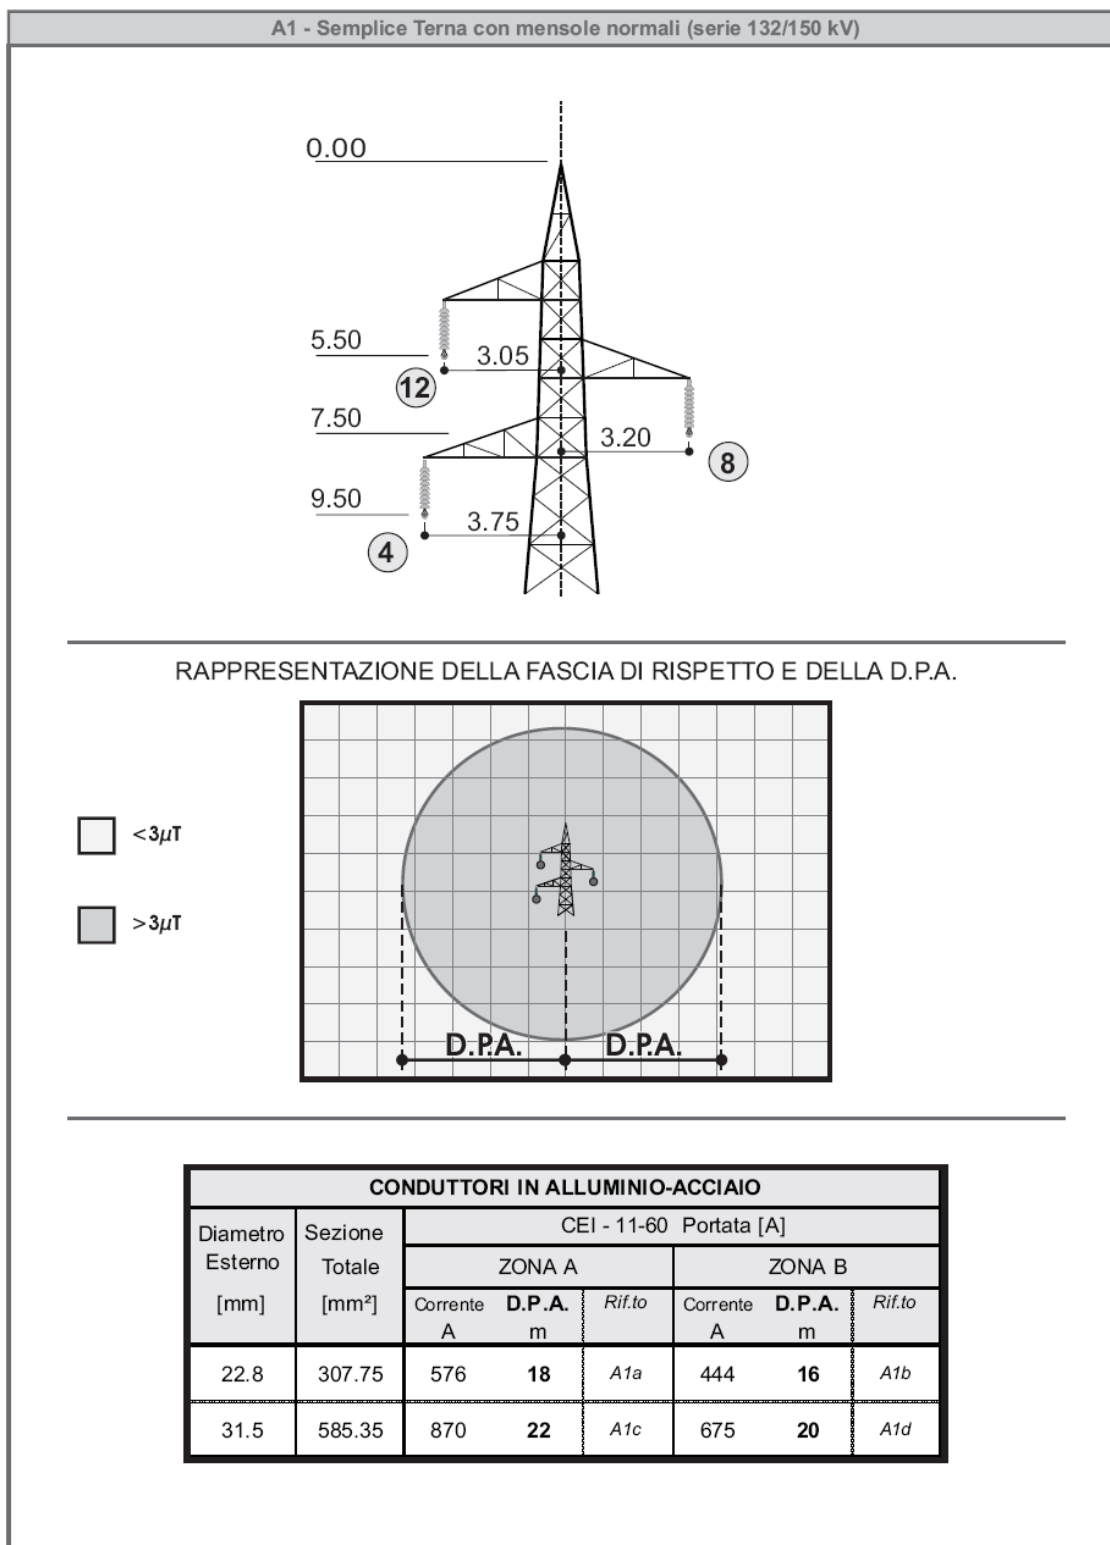 A1 - Semplice Terna con mensole normali (serie 132/150 kV)
0.00
5.50
3.05
12
7.50
3.20
8
9.50
3.75
4
RAPPRESENTAZIONE DELLA FASCIA DI RISPETTO E DELLA D.P.A.
<3µT
>3µT
D.P.A. D.P.A.
CONDUTTORI IN ALLUMINIO-ACCIAIO
Diametro Esterno [mm] Sezione Totale [mm²] CEI - 11-60 Portata [A]
ZONA A ZONA B
Corrente A D.P.A. m Rif.to Corrente A D.P.A. m Rif.to
22.8 307.75 576 18 A1a 444 16 A1b
31.5 585.35 870 22 A1c 675 20 A1d